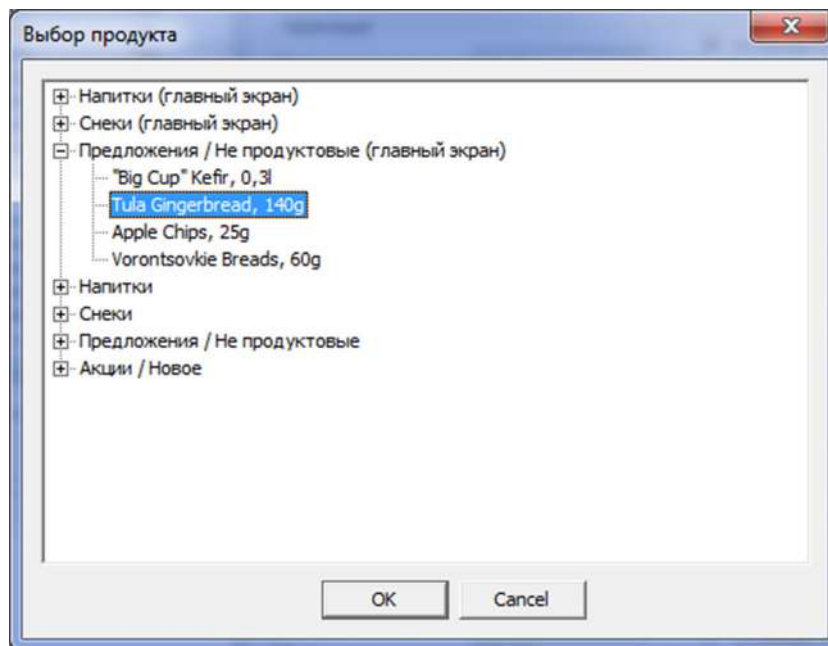 Выбор продукта
Напитки (главный экран)
Снеки (главный экран)
Предложения / Не продуктовые (главный экран)
"Big Cup" Kefir, 0,3l
Tula Gingerbread, 140g
Apple Chips, 25g
Vorontsovkie Breads, 60g
Напитки
Снеки
Предложения / Не продуктовые
Акции / Новое
OK Cancel